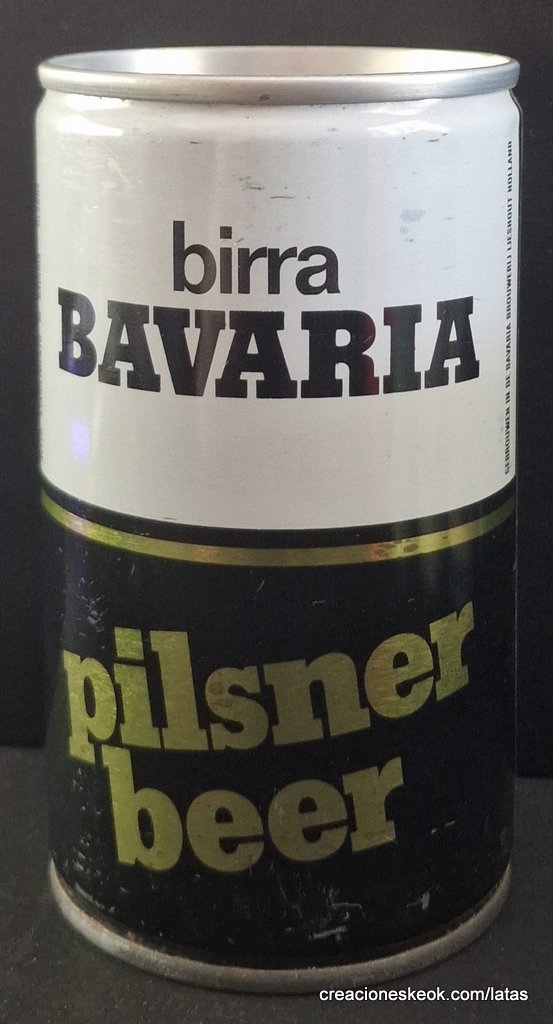 birra
BAVARIA
GEBROUWEN IN DE BAVARIA BROUWERIJ LIESHOUT HOLLAND
pilsner
beer
creacioneskeok.com/latas